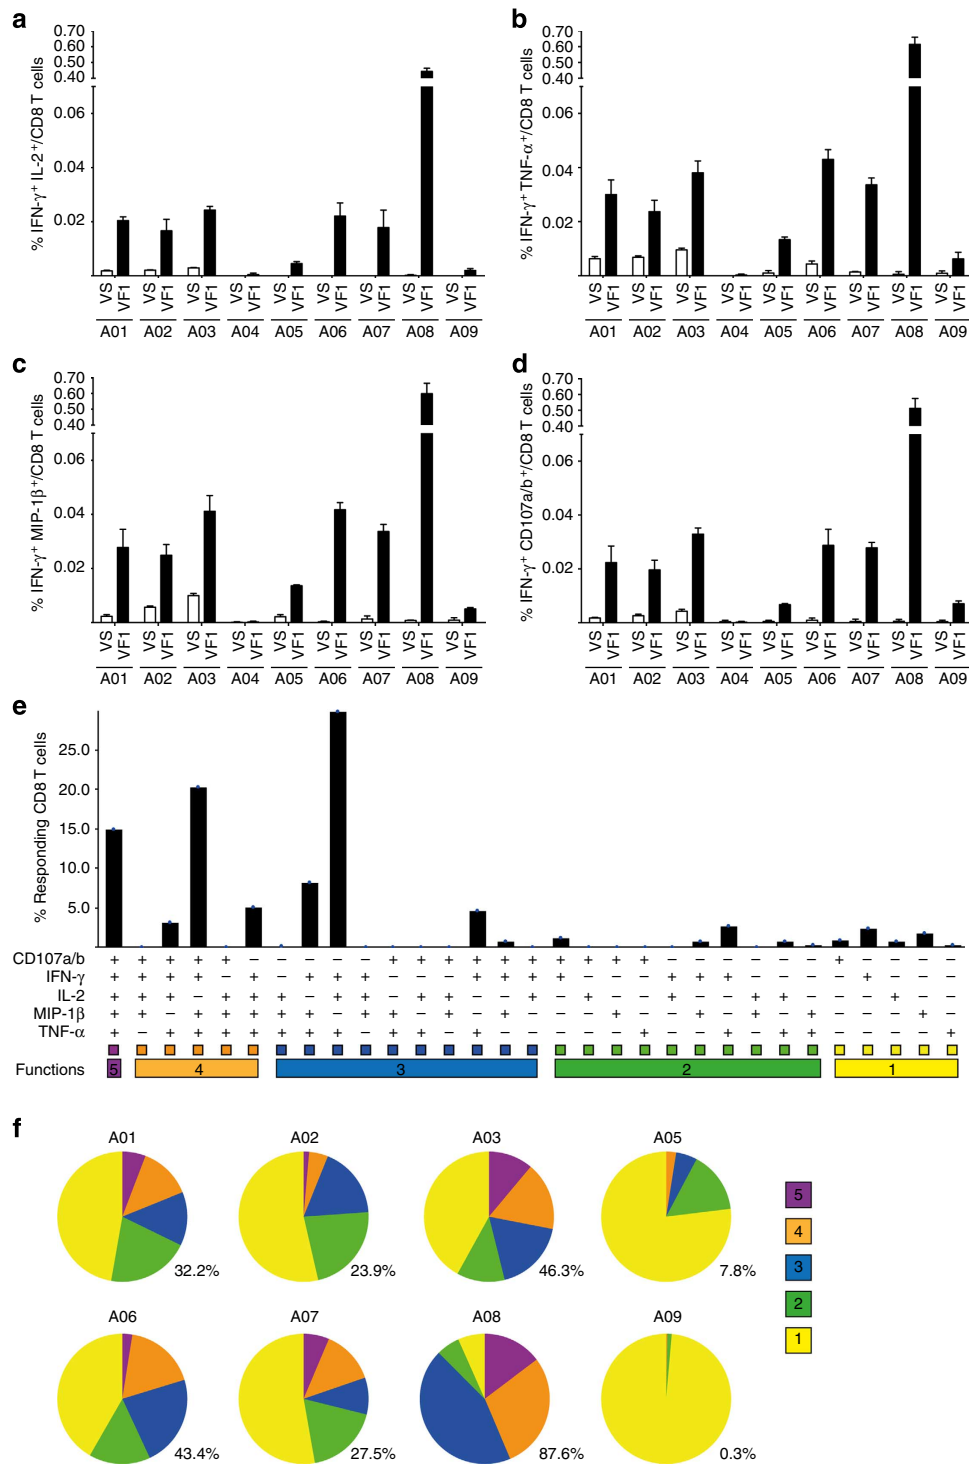 a
% IFN-γ⁺ IL-2⁺/CD8 T cells
0.70
0.60
0.50
0.40
0.06
0.04
0.02
VS VF1 VS VF1 VS VF1 VS VF1 VS VF1 VS VF1 VS VF1 VS VF1 VS VF1
A01 A02 A03 A04 A05 A06 A07 A08 A09
b
% IFN-γ⁺ TNF-α⁺/CD8 T cells
0.70
0.60
0.50
0.40
0.06
0.04
0.02
VS VF1 VS VF1 VS VF1 VS VF1 VS VF1 VS VF1 VS VF1 VS VF1 VS VF1
A01 A02 A03 A04 A05 A06 A07 A08 A09
c
% IFN-γ⁺ MIP-1β⁺/CD8 T cells
0.70
0.60
0.50
0.40
0.06
0.04
0.02
VS VF1 VS VF1 VS VF1 VS VF1 VS VF1 VS VF1 VS VF1 VS VF1 VS VF1
A01 A02 A03 A04 A05 A06 A07 A08 A09
d
% IFN-γ⁺ CD107a/b⁺/CD8 T cells
0.70
0.60
0.50
0.40
0.06
0.04
0.02
VS VF1 VS VF1 VS VF1 VS VF1 VS VF1 VS VF1 VS VF1 VS VF1 VS VF1
A01 A02 A03 A04 A05 A06 A07 A08 A09
e
% Responding CD8 T cells
25.0
20.0
15.0
10.0
5.0
CD107a/b + + + + + − − − − − + + + + + + + + + + − − − − − − + − − − −
IFN-γ + + + + − + − + + + − − − + + + + − − − + + + − − − − + − − −
IL-2 + + + − + + + − + + − + + − − + − + − − + − − + + − − − + − −
MIP-1β + + − + + + + + − + + − + − + − − − + − − + − + − + − − − + −
TNF-α + − + + + + + + + − + + − + − − − − − + − − + − + + − − − − +
Functions 5 4 3 2 1
f
A01 A02 A03 A05
32.2% 23.9% 46.3% 7.8%
A06 A07 A08 A09
43.4% 27.5% 87.6% 0.3%
5
4
3
2
1